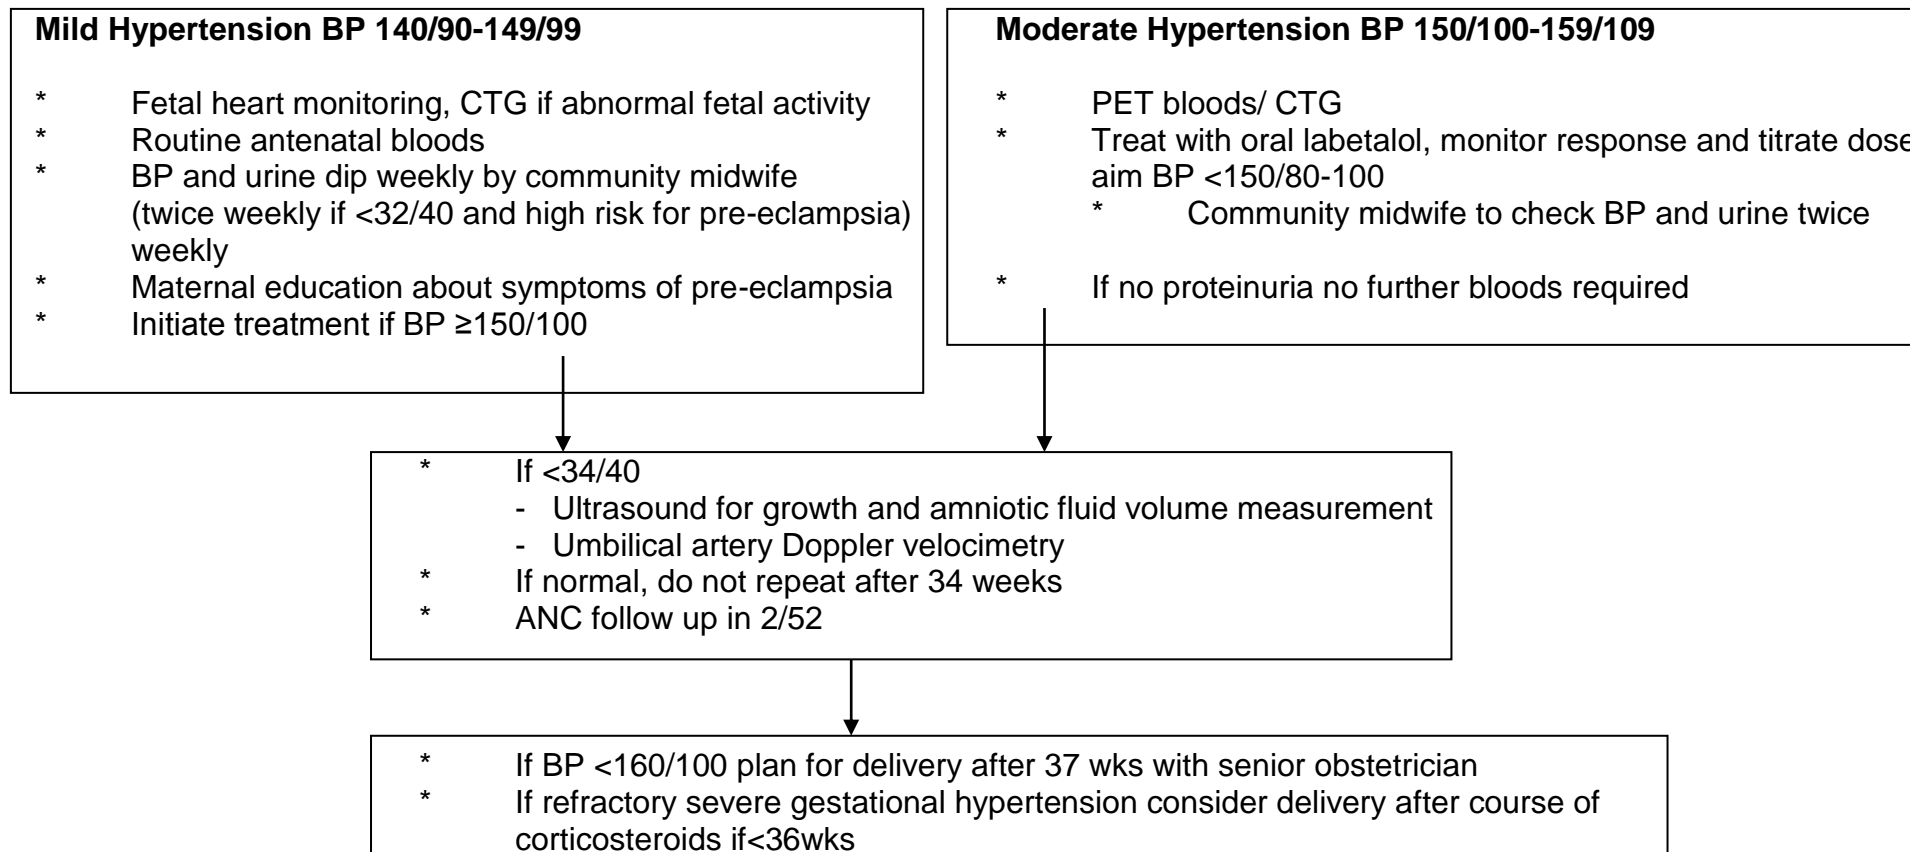 Mild Hypertension BP 140/90-149/99
* Fetal heart monitoring, CTG if abnormal fetal activity
* Routine antenatal bloods
* BP and urine dip weekly by community midwife
(twice weekly if <32/40 and high risk for pre-eclampsia)
weekly
* Maternal education about symptoms of pre-eclampsia
* Initiate treatment if BP ≥150/100
Moderate Hypertension BP 150/100-159/109
* PET bloods/ CTG
* Treat with oral labetalol, monitor response and titrate dose
aim BP <150/80-100
* Community midwife to check BP and urine twice
* If no proteinuria no further bloods required
* If <34/40
- Ultrasound for growth and amniotic fluid volume measurement
- Umbilical artery Doppler velocimetry
* If normal, do not repeat after 34 weeks
* ANC follow up in 2/52
* If BP <160/100 plan for delivery after 37 wks with senior obstetrician
* If refractory severe gestational hypertension consider delivery after course of
corticosteroids if<36wks